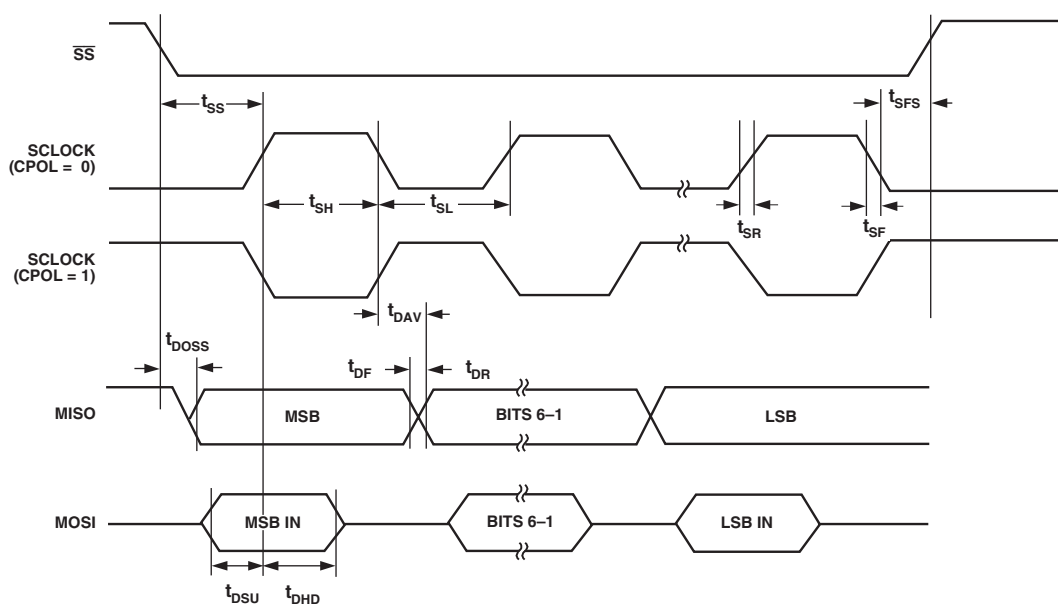 SS
tSS
tSFS
SCLOCK
(CPOL = 0)
tSH
tSL
tSR
tSF
SCLOCK
(CPOL = 1)
tDAV
tDOSS
tDF
tDR
MISO
MSB
BITS 6–1
LSB
MOSI
MSB IN
BITS 6–1
LSB IN
tDSU
tDHD